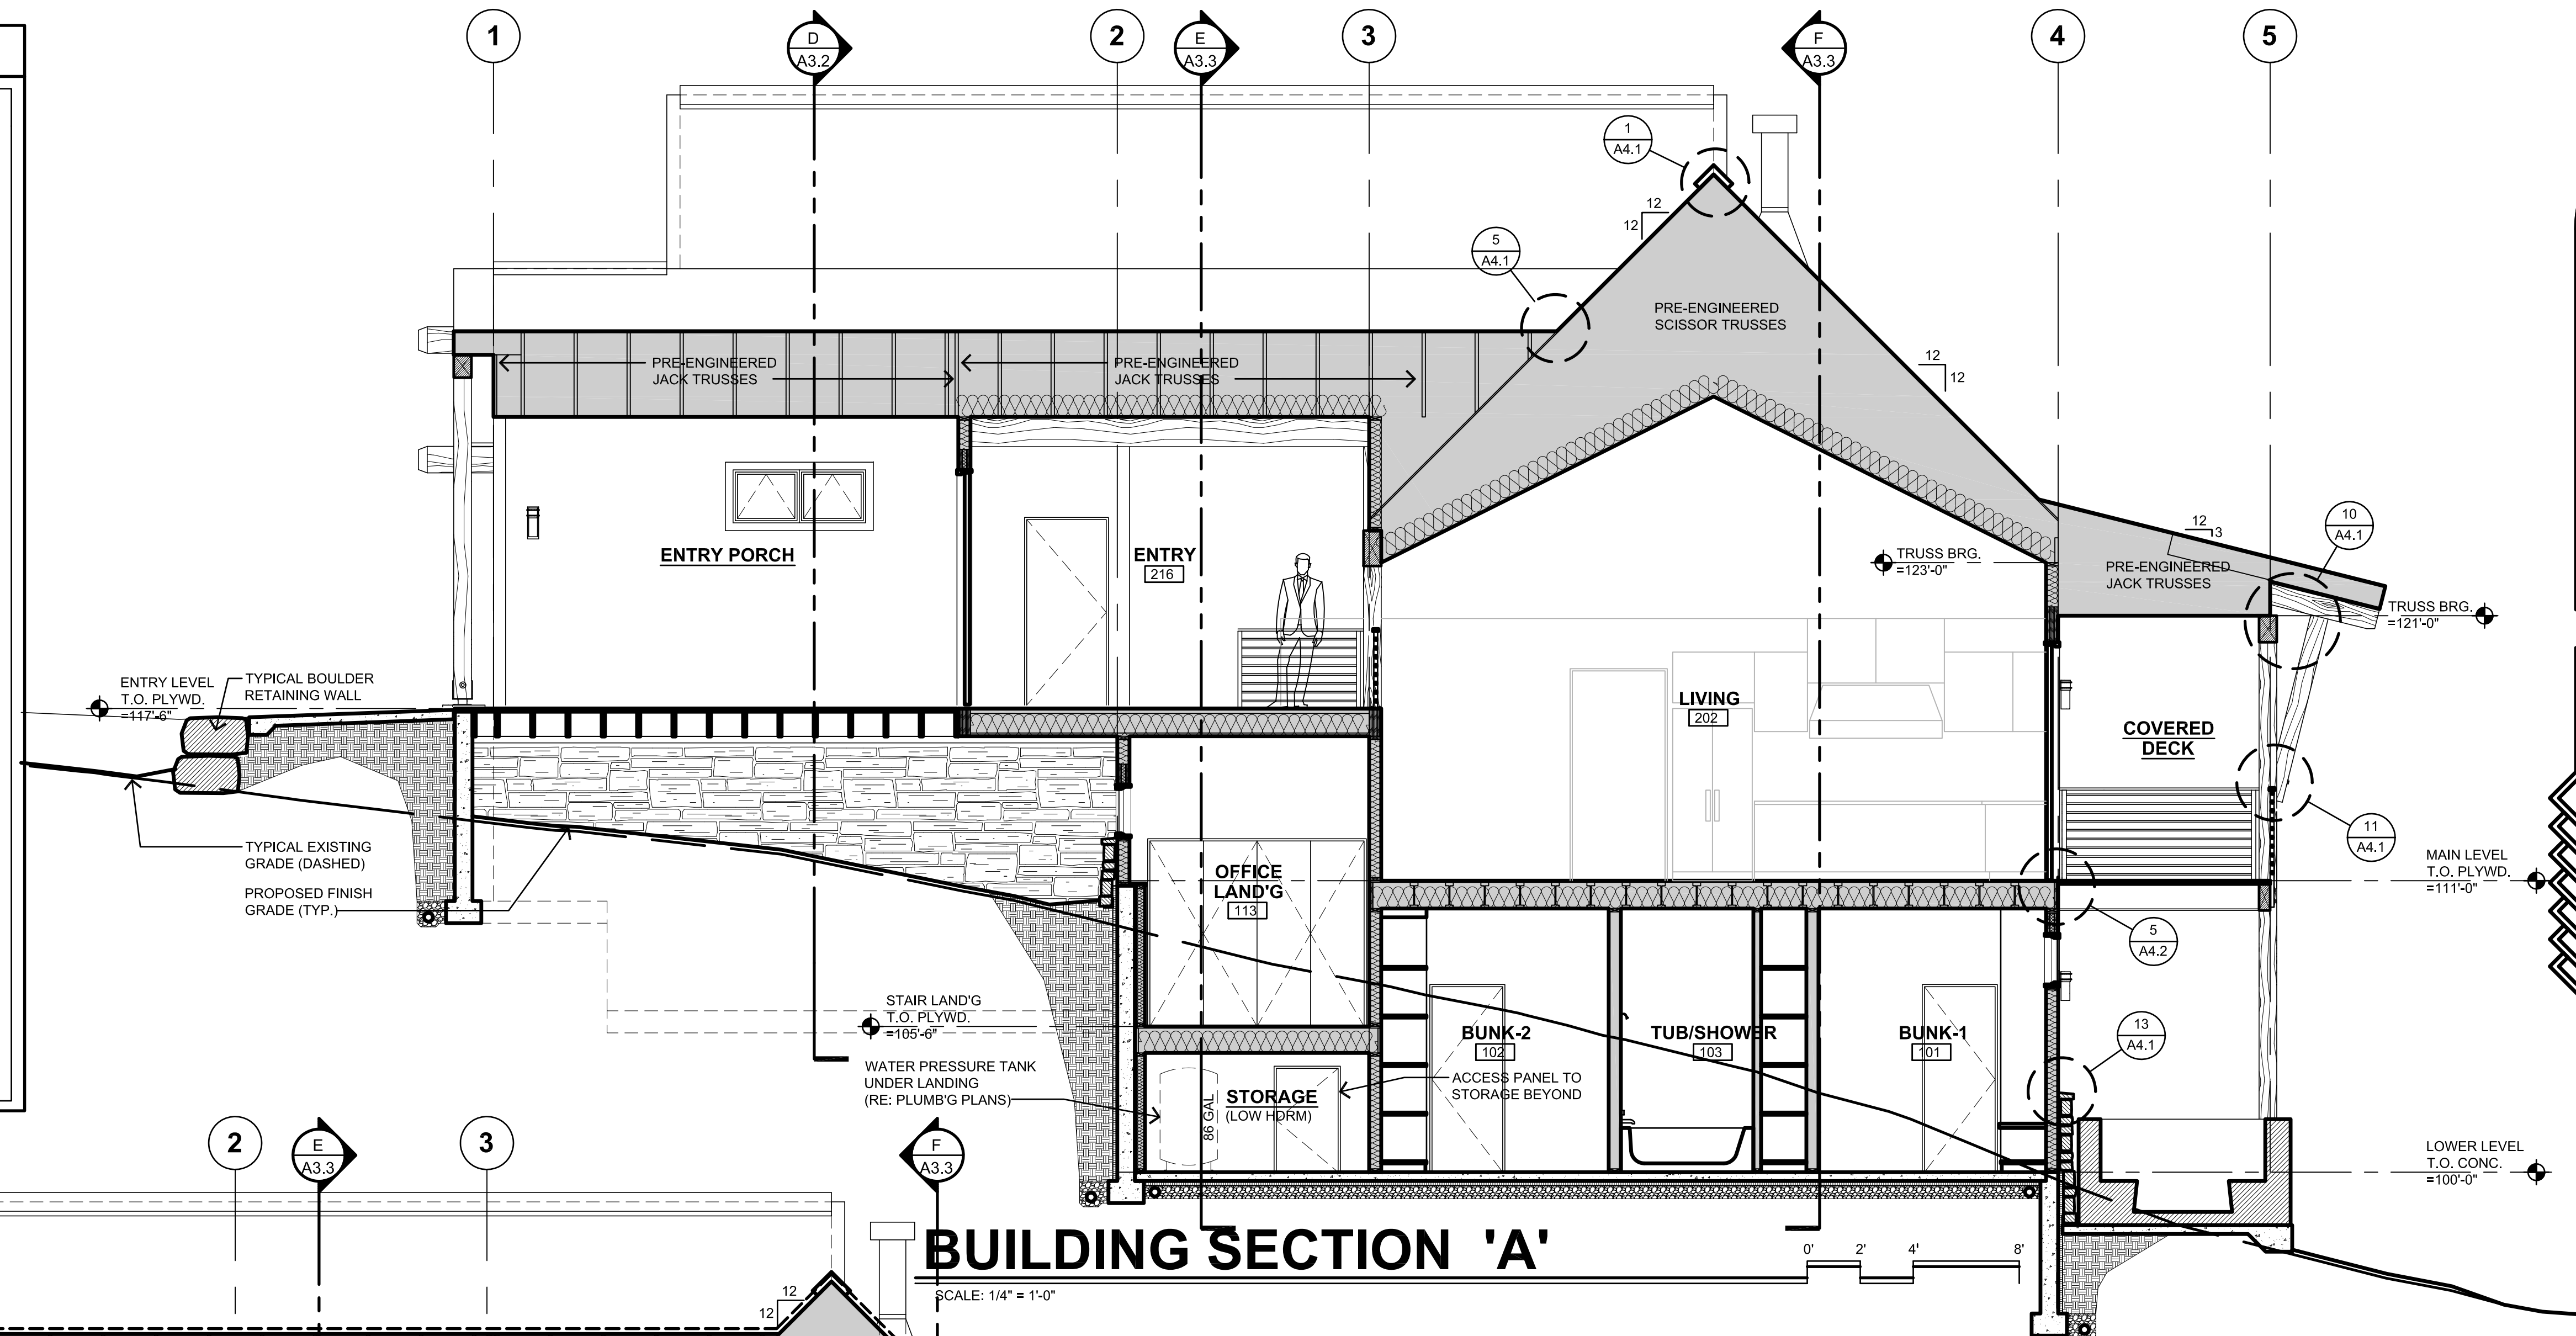 1
D
A3.2
2
E
A3.3
3
F
A3.3
4
5
1
A4.1
12
12
5
A4.1
PRE-ENGINEERED
SCISSOR TRUSSES
PRE-ENGINEERED
JACK TRUSSES
PRE-ENGINEERED
JACK TRUSSES
12
12
10
A4.1
12
3
ENTRY PORCH
ENTRY
216
TRUSS BRG.
=123'-0"
PRE-ENGINEERED
JACK TRUSSES
TRUSS BRG.
=121'-0"
ENTRY LEVEL
T.O. PLYWD.
=117'-6"
TYPICAL BOULDER
RETAINING WALL
LIVING
202
COVERED
DECK
11
A4.1
TYPICAL EXISTING
GRADE (DASHED)
PROPOSED FINISH
GRADE (TYP.)
OFFICE
LAND'G
113
MAIN LEVEL
T.O. PLYWD.
=111'-0"
5
A4.2
STAIR LAND'G
T.O. PLYWD.
=105'-6"
BUNK-2
102
TUB/SHOWER
103
BUNK-1
101
13
A4.1
WATER PRESSURE TANK
UNDER LANDING
(RE: PLUMB'G PLANS)
86 GAL
STORAGE
(LOW HDRM)
ACCESS PANEL TO
STORAGE BEYOND
LOWER LEVEL
T.O. CONC.
=100'-0"
2
E
A3.3
3
F
A3.3
BUILDING SECTION 'A'
0' 2' 4' 8'
SCALE: 1/4" = 1'-0"
12
12